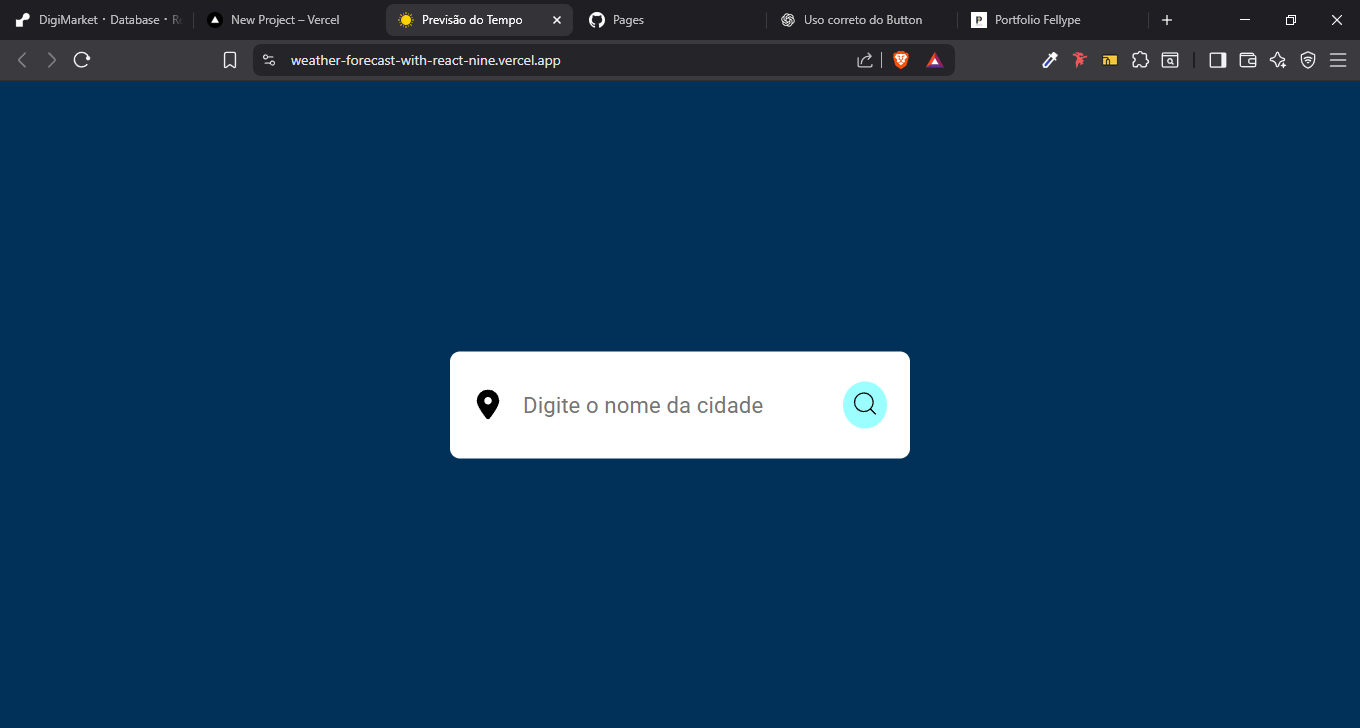 DigiMarket · Database · Re
New Project – Vercel
Previsão do Tempo
Pages
Uso correto do Button
P
Portfolio Fellype
weather-forecast-with-react-nine.vercel.app
Digite o nome da cidade